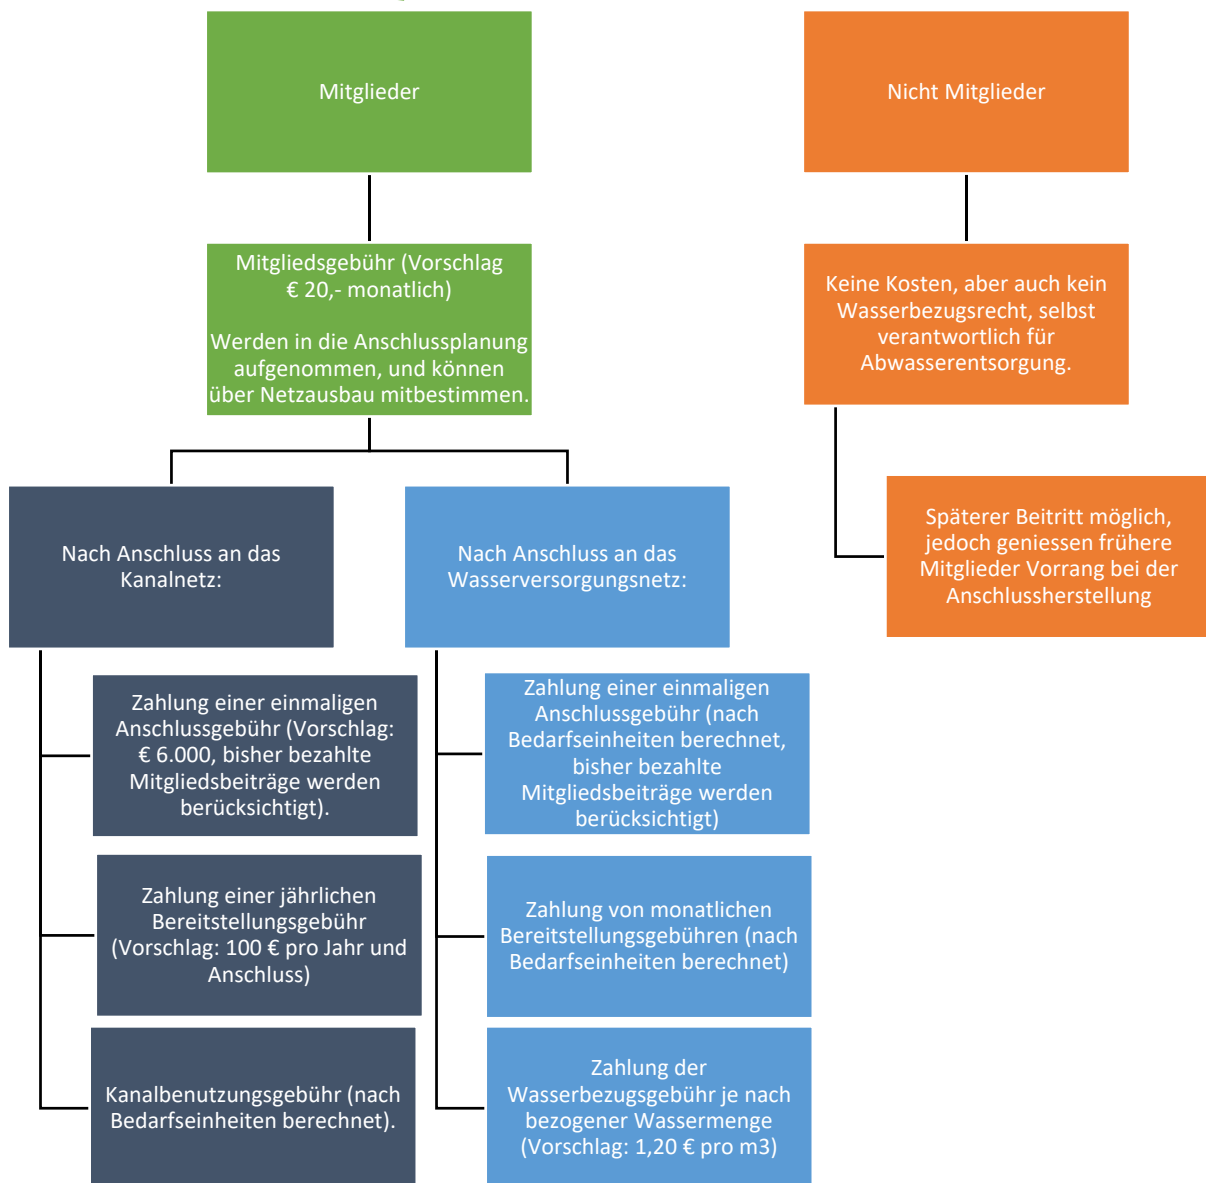 Mitglieder
Mitgliedsgebühr (Vorschlag
€ 20,- monatlich)
Werden in die Anschlussplanung
aufgenommen, und können
über Netzausbau mitbestimmen.
Nach Anschluss an das
Kanalnetz:
Zahlung einer einmaligen
Anschlussgebühr (Vorschlag:
€ 6.000, bisher bezahlte
Mitgliedsbeiträge werden
berücksichtigt).
Zahlung einer jährlichen
Bereitstellungsgebühr
(Vorschlag: 100 € pro Jahr und
Anschluss)
Kanalbenutzungsgebühr (nach
Bedarfseinheiten berechnet).
Nach Anschluss an das
Wasserversorgungsnetz:
Zahlung einer einmaligen
Anschlussgebühr (nach
Bedarfseinheiten berechnet,
bisher bezahlte
Mitgliedsbeiträge werden
berücksichtigt)
Zahlung von monatlichen
Bereitstellungsgebühren (nach
Bedarfseinheiten berechnet)
Zahlung der
Wasserbezugsgebühr je nach
bezogener Wassermenge
(Vorschlag: 1,20 € pro m3)
Nicht Mitglieder
Keine Kosten, aber auch kein
Wasserbezugsrecht, selbst
verantwortlich für
Abwasserentsorgung.
Späterer Beitritt möglich,
jedoch geniessen frühere
Mitglieder Vorrang bei der
Anschlussherstellung